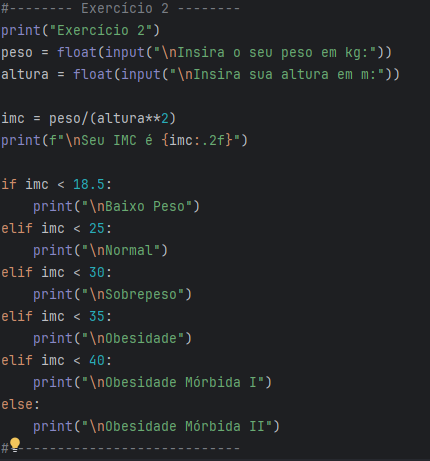 #-------- Exercício 2 --------
print("Exercício 2")
peso = float(input("\nInsira o seu peso em kg:"))
altura = float(input("\nInsira sua altura em m:"))
imc = peso/(altura**2)
print(f"\nSeu IMC é {imc:.2f}")
if imc < 18.5:
    print("\nBaixo Peso")
elif imc < 25:
    print("\nNormal")
elif imc < 30:
    print("\nSobrepeso")
elif imc < 35:
    print("\nObesidade")
elif imc < 40:
    print("\nObesidade Mórbida I")
else:
    print("\nObesidade Mórbida II")
#-----------------------------